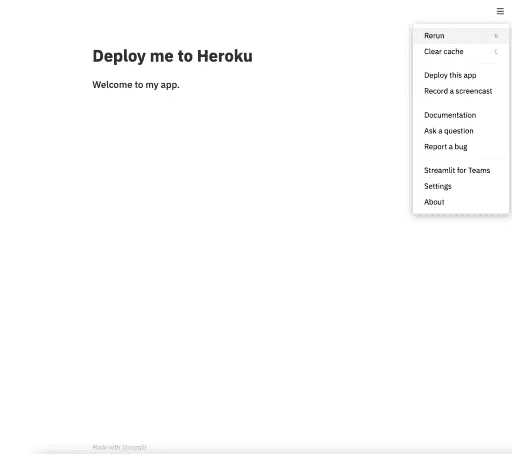 Deploy me to Heroku
Welcome to my app.
Rerun
Clear cache
Deploy this app
Record a screencast
Documentation
Ask a question
Report a bug
Streamlit for Teams
Settings
About
Made with Streamlit